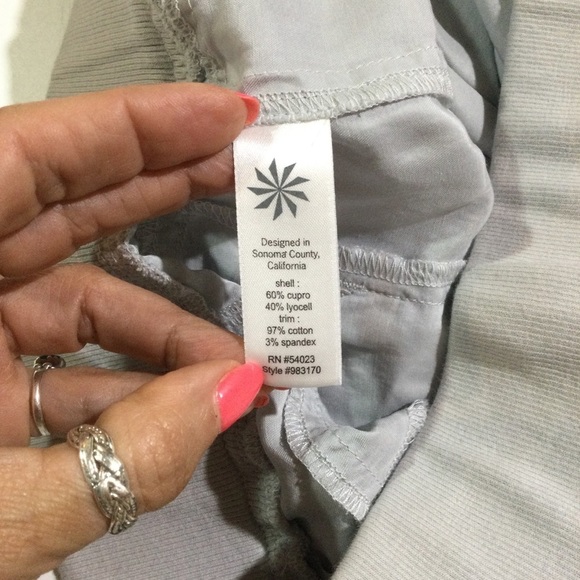 Designed in
Sonoma County,
California
shell :
60% cupro
40% lyocell
trim :
97% cotton
3% spandex
RN #54023
Style #983170